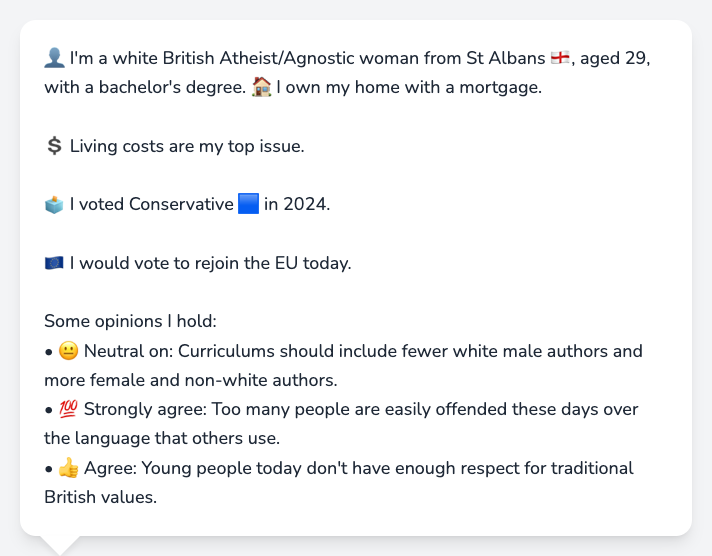 👤 I'm a white British Atheist/Agnostic woman from St Albans 🏴󠁧󠁢󠁥󠁮󠁧󠁿, aged 29,
with a bachelor's degree. 🏠 I own my home with a mortgage.
💲 Living costs are my top issue.
🗳️ I voted Conservative 🟦 in 2024.
🇪🇺 I would vote to rejoin the EU today.
Some opinions I hold:
• 😐 Neutral on: Curriculums should include fewer white male authors and
more female and non-white authors.
• 💯 Strongly agree: Too many people are easily offended these days over
the language that others use.
• 👍 Agree: Young people today don't have enough respect for traditional
British values.